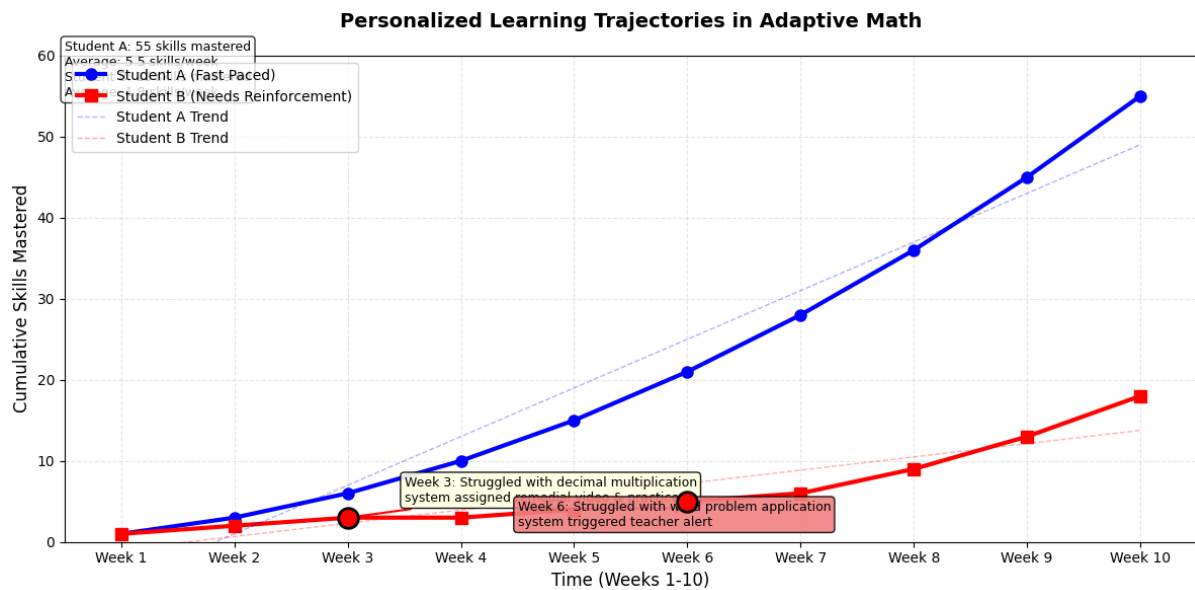 Personalized Learning Trajectories in Adaptive Math
Student A: 55 skills mastered
Average: 5.5 skills/week
Student A (Fast Paced)
Student B (Needs Reinforcement)
Student A Trend
Student B Trend
Cumulative Skills Mastered
60
50
40
30
20
10
0
Week 3: Struggled with decimal multiplication
system assigned remedial video & practice
Week 6: Struggled with word problem application
system triggered teacher alert
Week 1
Week 2
Week 3
Week 4
Week 5
Week 6
Week 7
Week 8
Week 9
Week 10
Time (Weeks 1-10)